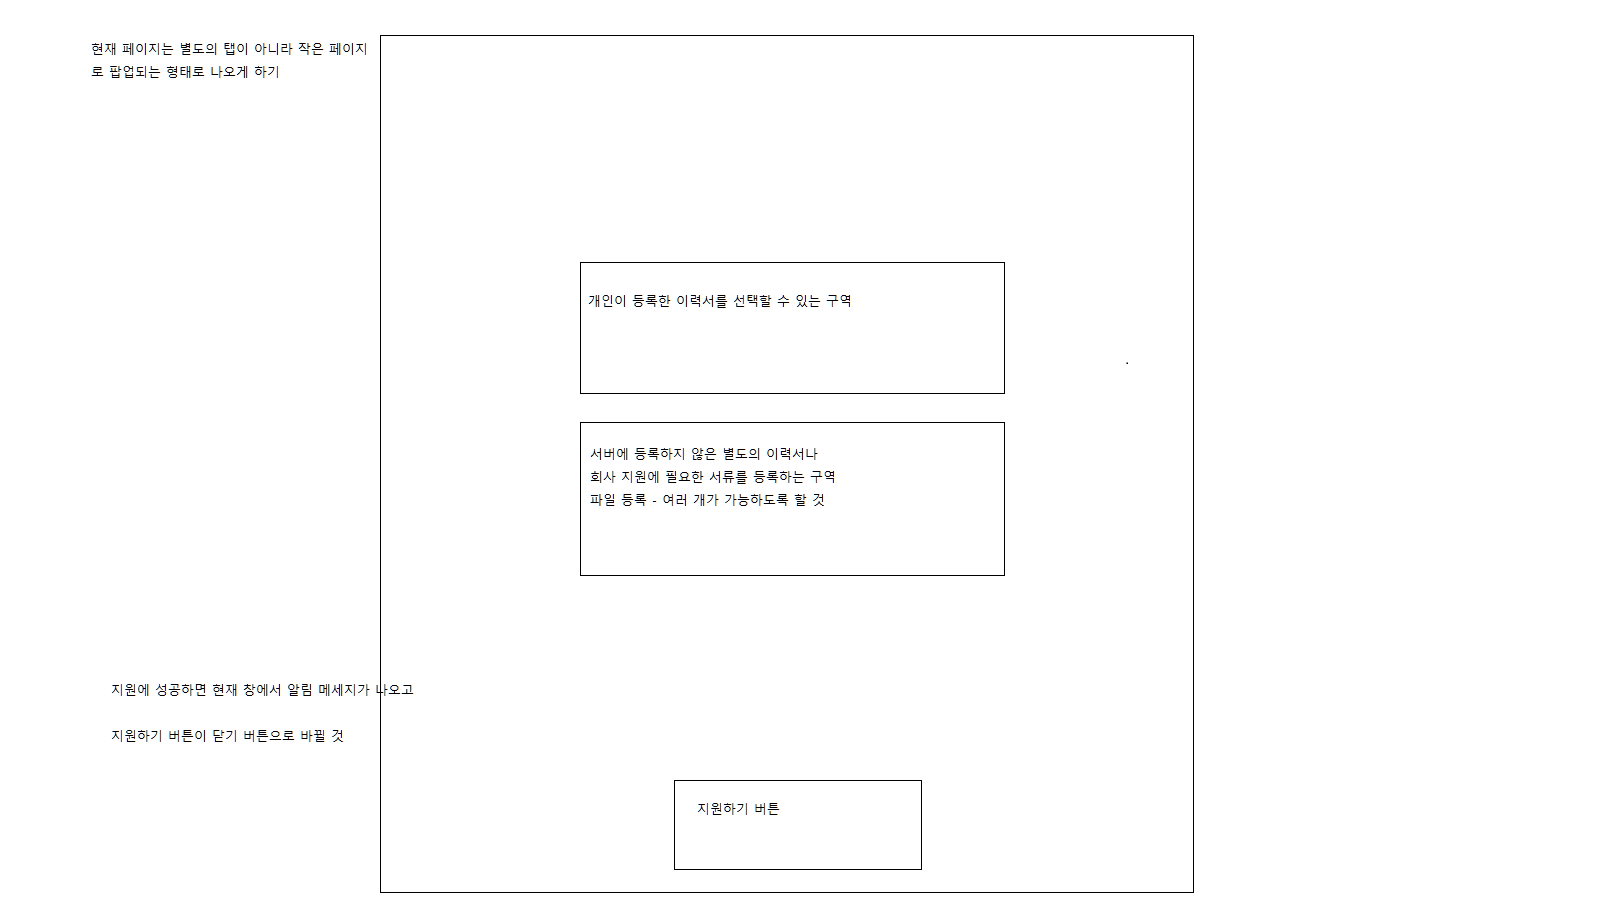 현재 페이지는 별도의 탭이 아니라 작은 페이지
로 팝업되는 형태로 나오게 하기
개인이 등록한 이력서를 선택할 수 있는 구역
서버에 등록하지 않은 별도의 이력서나
회사 지원에 필요한 서류를 등록하는 구역
파일 등록 - 여러 개가 가능하도록 할 것
지원에 성공하면 현재 창에서 알림 메세지가 나오고
지원하기 버튼이 닫기 버튼으로 바뀔 것
지원하기 버튼